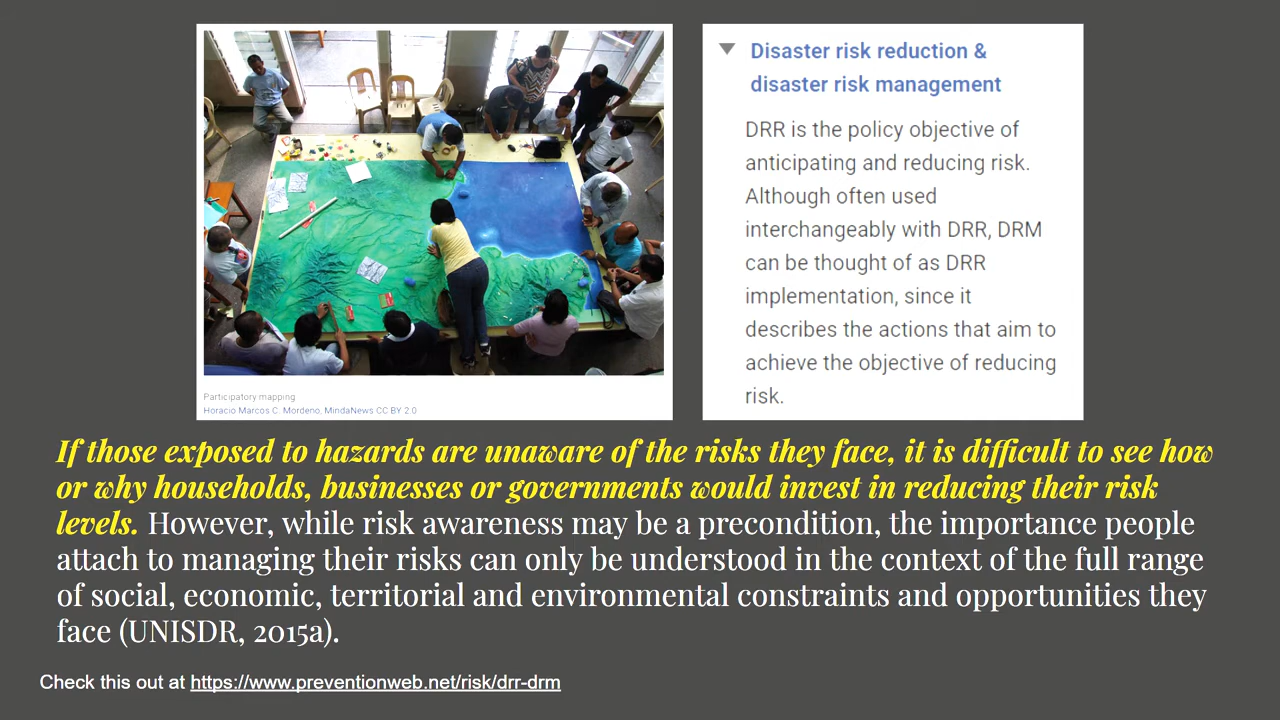 Participatory mapping
Horacio Marcos C. Mordeno, MindaNews CC BY 2.0
Disaster risk reduction &
disaster risk management
DRR is the policy objective of
anticipating and reducing risk.
Although often used
interchangeably with DRR, DRM
can be thought of as DRR
implementation, since it
describes the actions that aim to
achieve the objective of reducing
risk.
If those exposed to hazards are unaware of the risks they face, it is difficult to see how
or why households, businesses or governments would invest in reducing their risk
levels. However, while risk awareness may be a precondition, the importance people
attach to managing their risks can only be understood in the context of the full range
of social, economic, territorial and environmental constraints and opportunities they
face (UNISDR, 2015a).
Check this out at https://www.preventionweb.net/risk/drr-drm